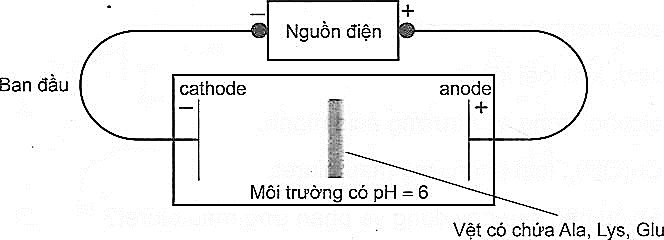 − Nguồn điện +
Ban đầu
cathode anode
− +
Môi trường có pH = 6
Vệt có chứa Ala, Lys, Glu